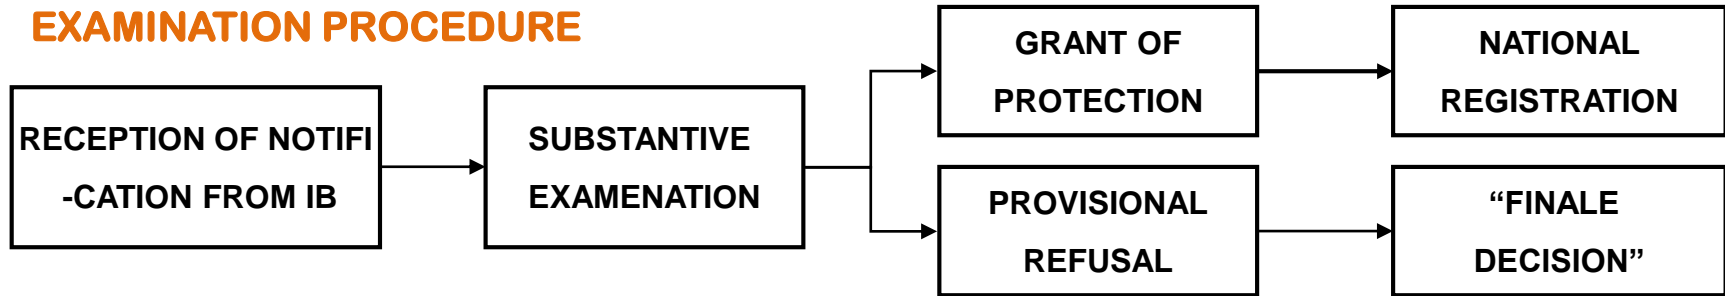 EXAMINATION PROCEDURE
RECEPTION OF NOTIFI
-CATION FROM IB
SUBSTANTIVE
EXAMENATION
GRANT OF
PROTECTION
NATIONAL
REGISTRATION
PROVISIONAL
REFUSAL
“FINALE
DECISION”